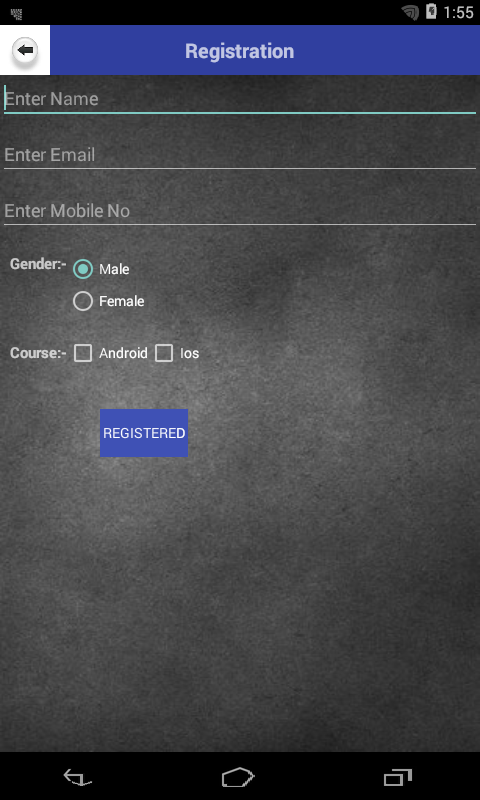 1:55
Registration
Enter Name
Enter Email
Enter Mobile No
Gender:- Male
Female
Course:- Android Ios
REGISTERED